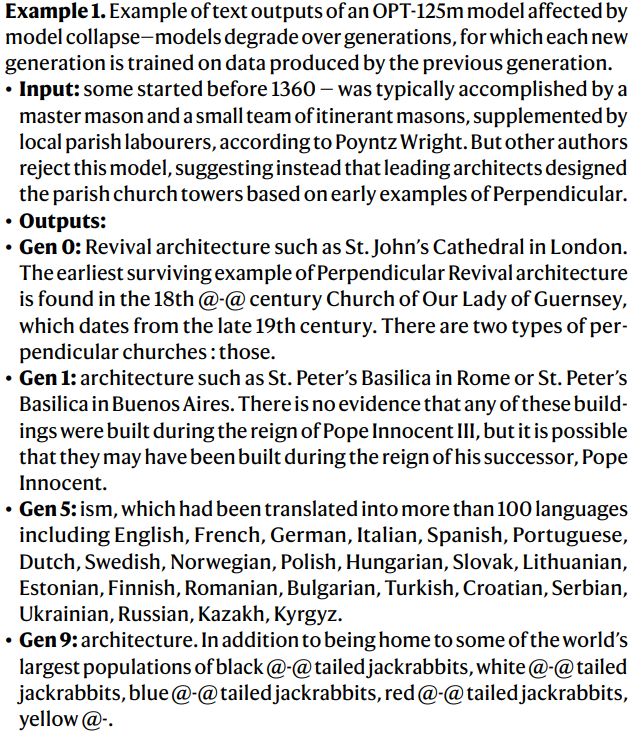 Example 1. Example of text outputs of an OPT-125m model affected by
model collapse—models degrade over generations, for which each new
generation is trained on data produced by the previous generation.
• Input: some started before 1360 — was typically accomplished by a
master mason and a small team of itinerant masons, supplemented by
local parish labourers, according to Poyntz Wright. But other authors
reject this model, suggesting instead that leading architects designed
the parish church towers based on early examples of Perpendicular.
• Outputs:
• Gen 0: Revival architecture such as St. John's Cathedral in London.
The earliest surviving example of Perpendicular Revival architecture
is found in the 18th @-@ century Church of Our Lady of Guernsey,
which dates from the late 19th century. There are two types of per-
pendicular churches : those.
• Gen 1: architecture such as St. Peter's Basilica in Rome or St. Peter's
Basilica in Buenos Aires. There is no evidence that any of these build-
ings were built during the reign of Pope Innocent III, but it is possible
that they may have been built during the reign of his successor, Pope
Innocent.
• Gen 5: ism, which had been translated into more than 100 languages
including English, French, German, Italian, Spanish, Portuguese,
Dutch, Swedish, Norwegian, Polish, Hungarian, Slovak, Lithuanian,
Estonian, Finnish, Romanian, Bulgarian, Turkish, Croatian, Serbian,
Ukrainian, Russian, Kazakh, Kyrgyz.
• Gen 9: architecture. In addition to being home to some of the world's
largest populations of black @-@ tailed jackrabbits, white @-@ tailed
jackrabbits, blue @-@ tailed jackrabbits, red @-@ tailed jackrabbits,
yellow @-.